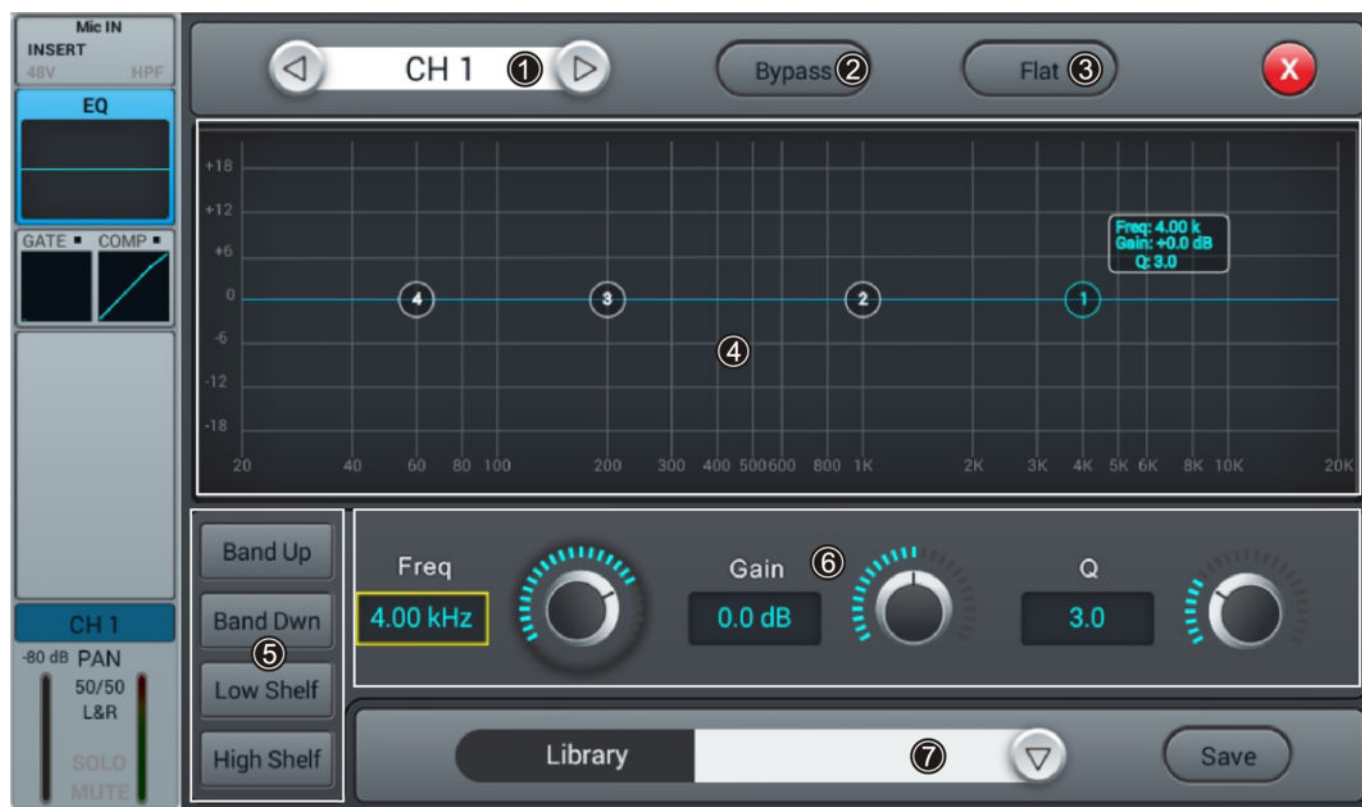 Mic IN
INSERT
48V HPF
EQ
GATE COMP
CH 1
-80 dB PAN
50/50
L&R
SOLO
MUTE
CH 1 ①
Bypass ②
Flat ③
X
+18
+12
+6
0
-6
-12
-18
4 3 2 1
Freq: 4.00 k
Gain: +0.0 dB
Q: 3.0
④
20 40 60 80 100 200 300 400 500 600 800 1K 2K 3K 4K 5K 6K 8K 10K 20K
Band Up
Band Dwn
⑤
Low Shelf
High Shelf
Freq Gain ⑥ Q
4.00 kHz 0.0 dB 3.0
Library ⑦ Save